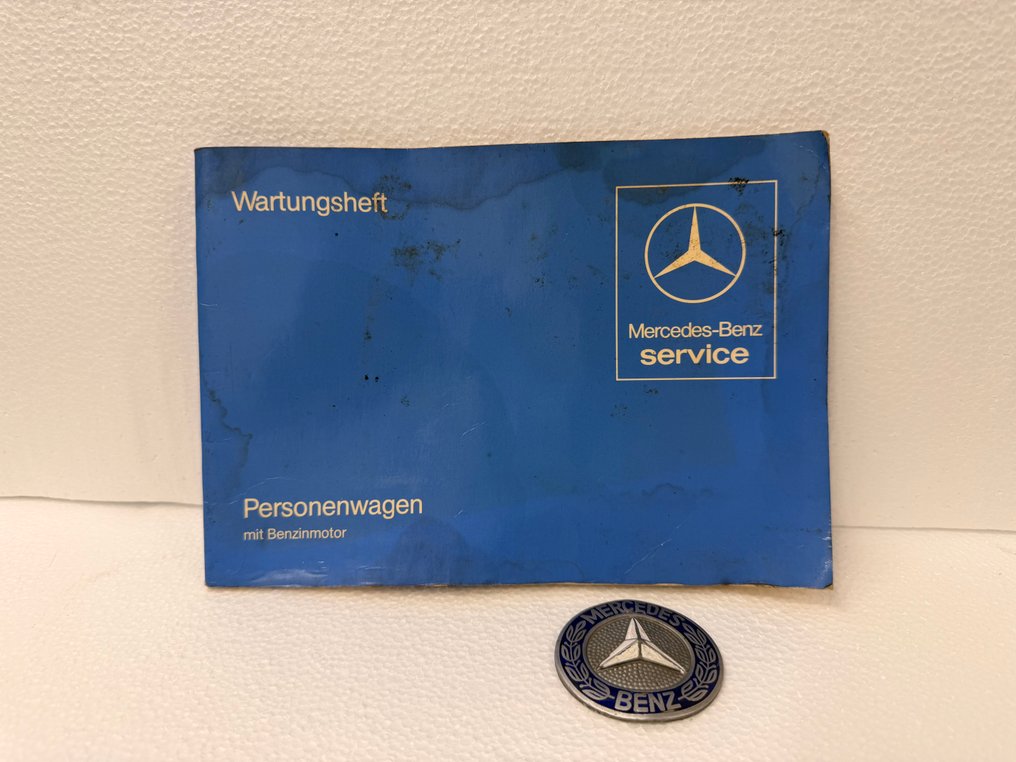 Wartungsheft
Mercedes-Benz
service
Personenwagen
mit Benzinmotor
MERCEDES
BENZ